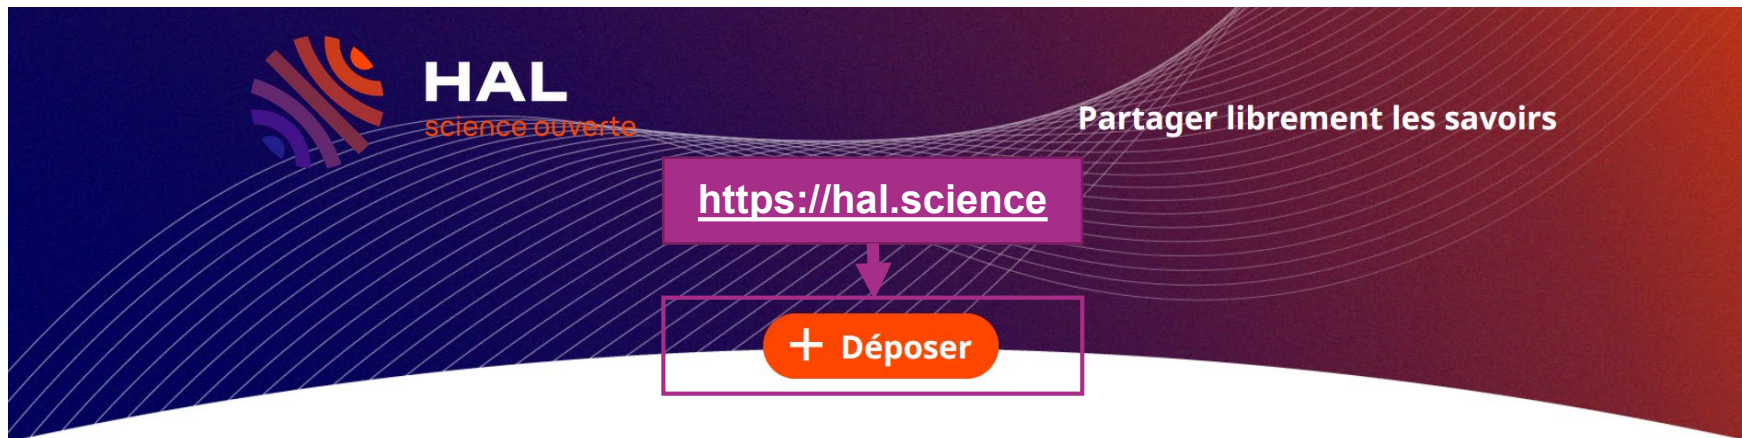 HAL
science ouverte
Partager librement les savoirs
https://hal.science
+ Déposer